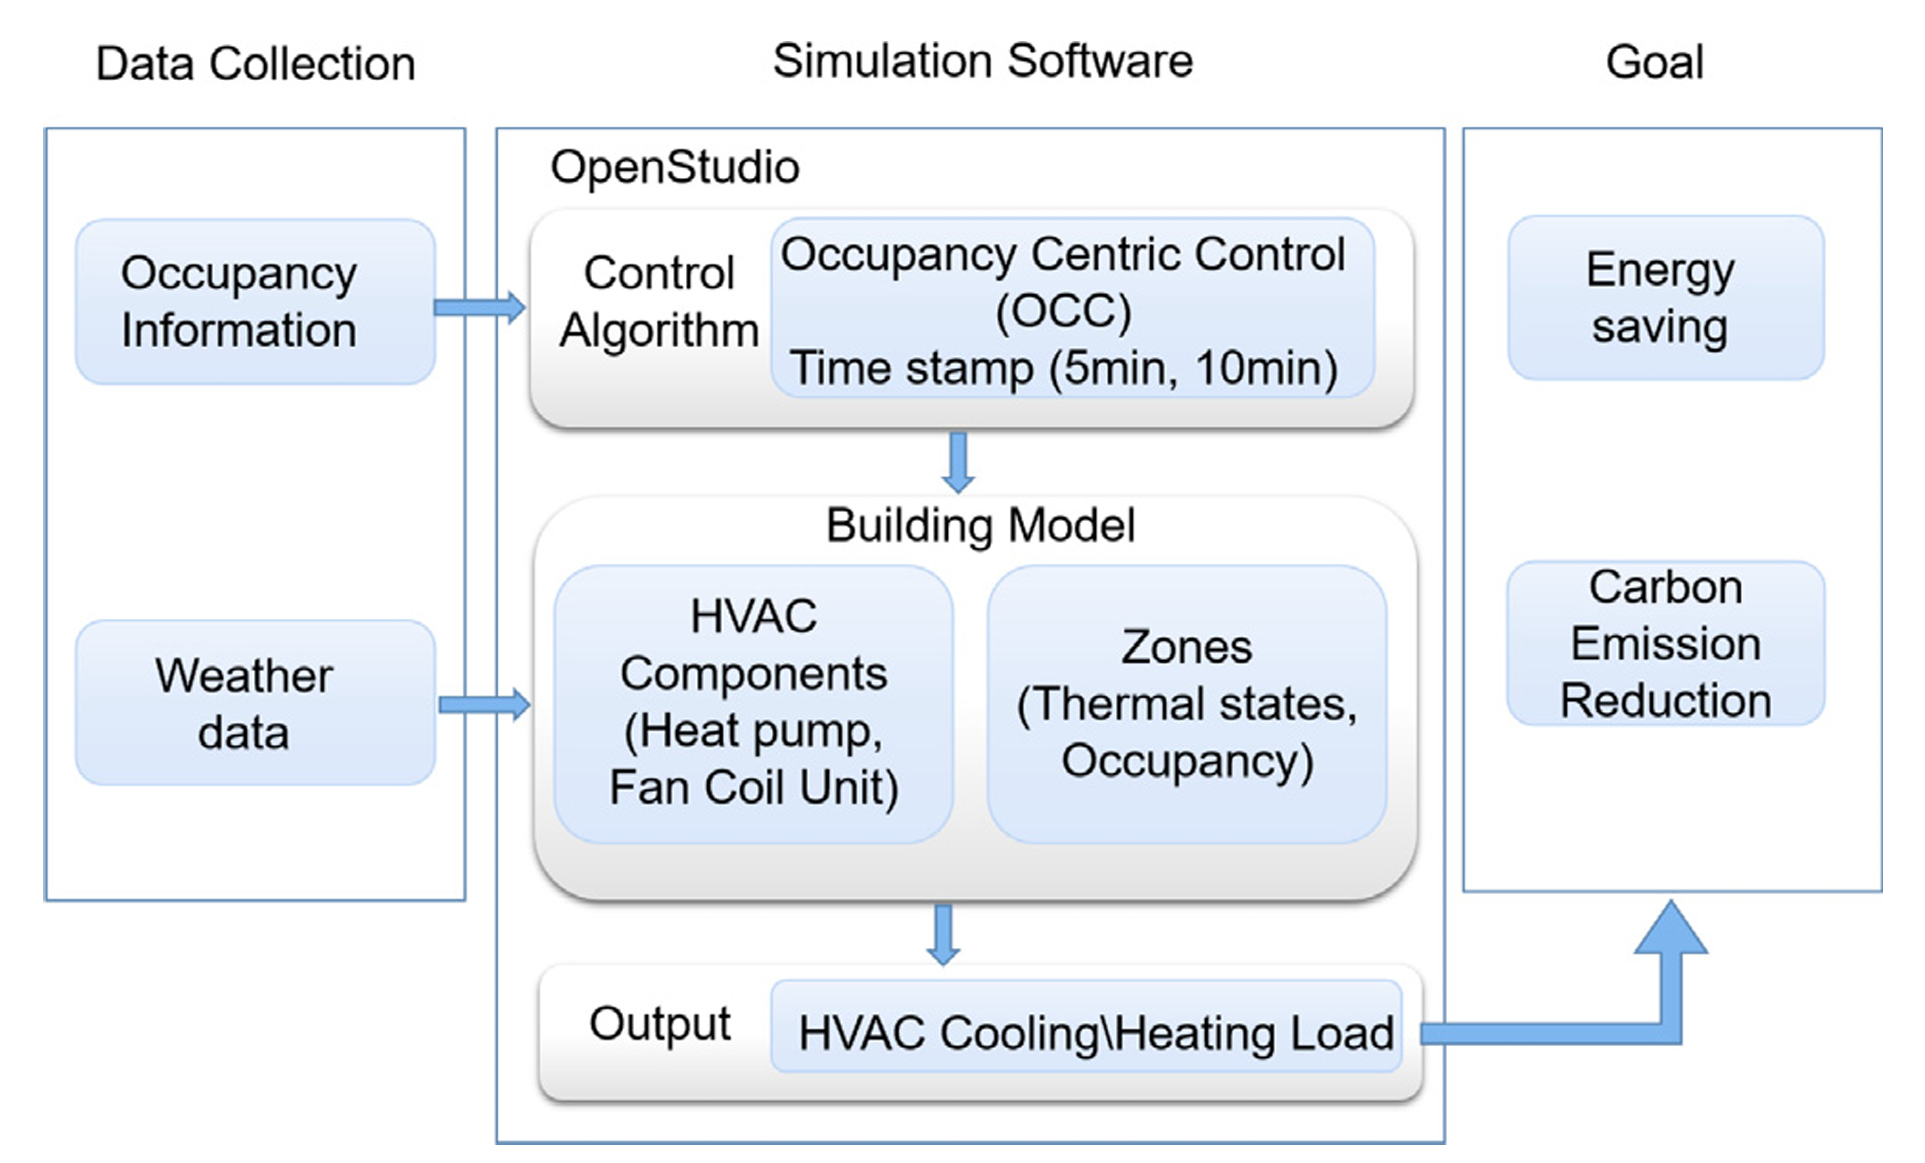 Data Collection
Simulation Software
Goal
Occupancy
Information
Weather
data
OpenStudio
Control
Algorithm
Occupancy Centric Control
(OCC)
Time stamp (5min, 10min)
Building Model
HVAC
Components
(Heat pump,
Fan Coil Unit)
Zones
(Thermal states,
Occupancy)
Output
HVAC Cooling\Heating Load
Energy
saving
Carbon
Emission
Reduction